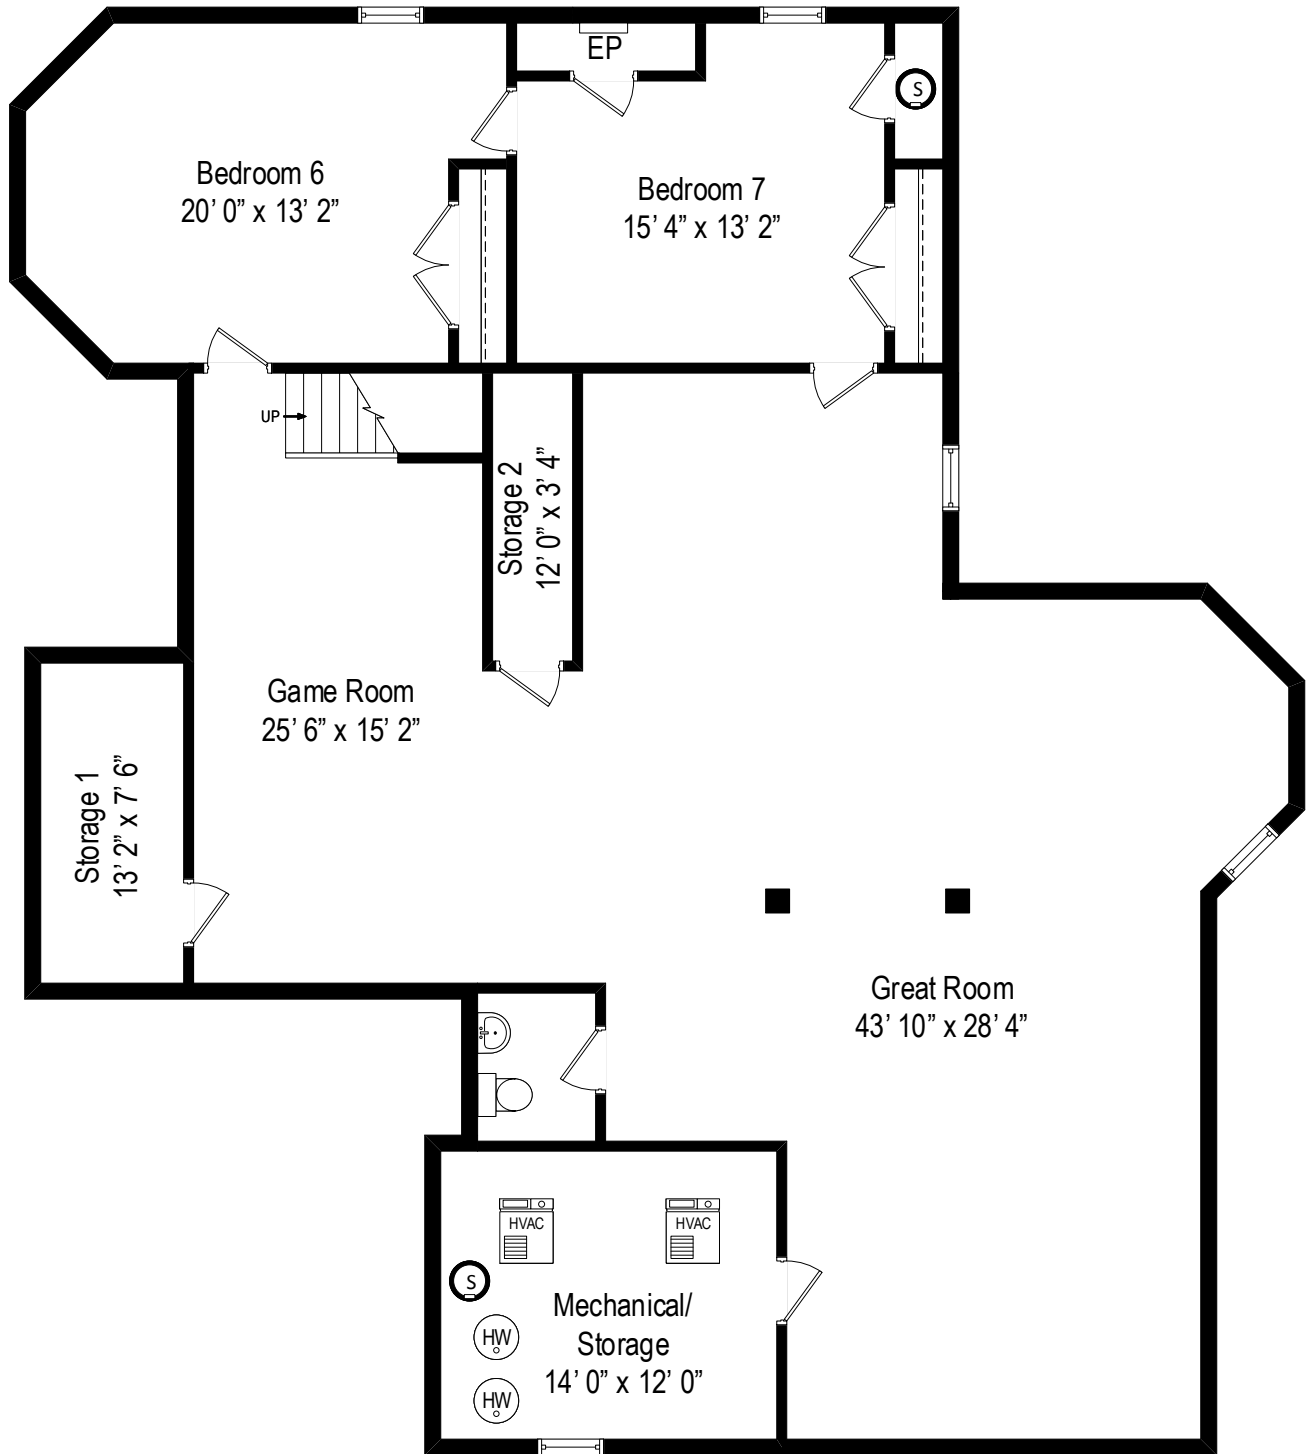 EP
S
Bedroom 6
20’ 0” x 13’ 2”
Bedroom 7
15’ 4” x 13’ 2”
UP
Storage 2
12’ 0” x 3’ 4”
Game Room
25’ 6” x 15’ 2”
Storage 1
13’ 2” x 7’ 6”
Great Room
43’ 10” x 28’ 4”
HVAC
HVAC
S
Mechanical/
Storage
14’ 0” x 12’ 0”
HW
HW